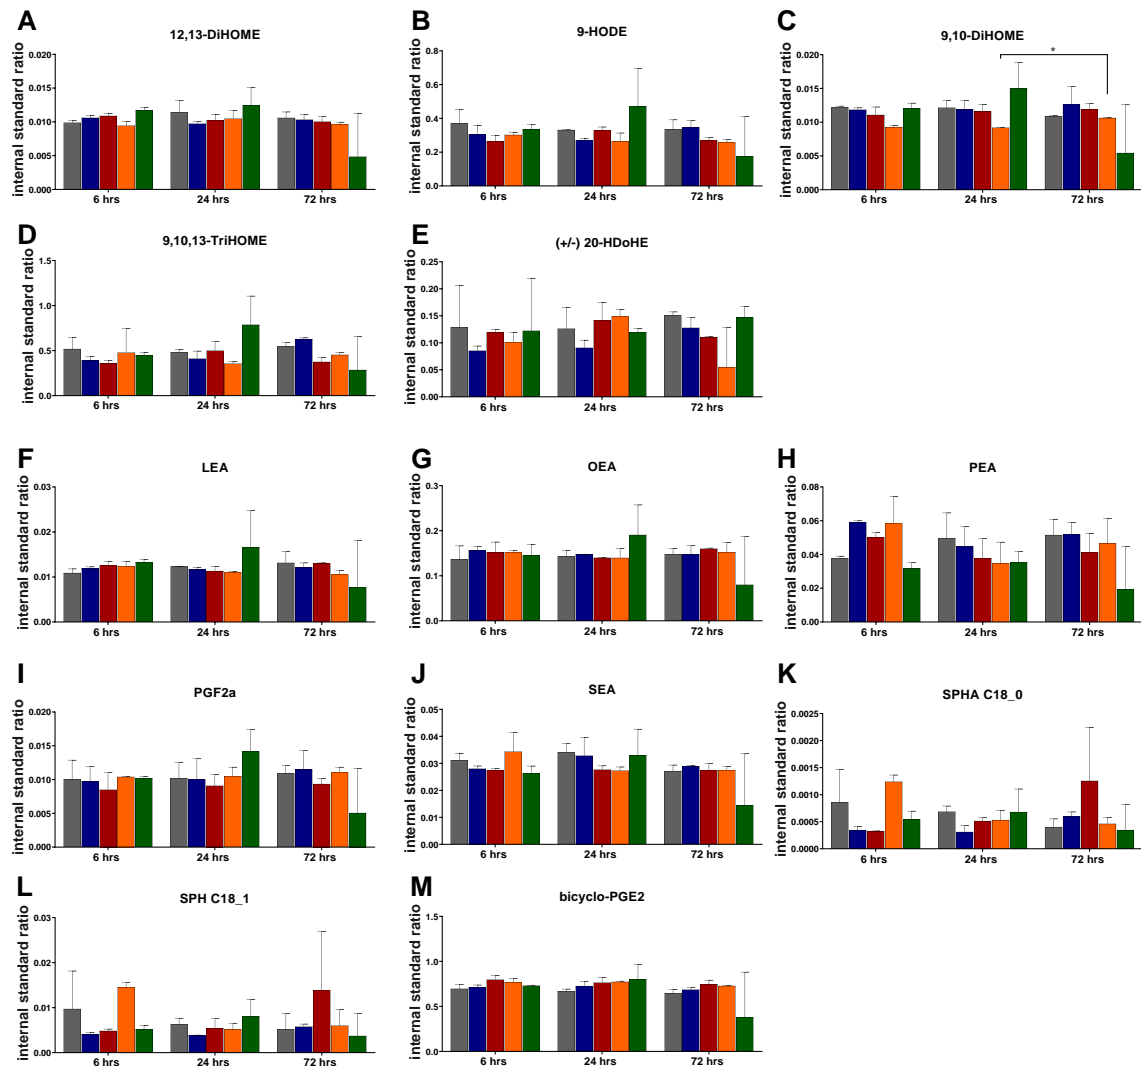 A
12,13-DiHOME
internal standard ratio
0.020
0.015
0.010
0.005
0.000
6 hrs
24 hrs
72 hrs
B
9-HODE
internal standard ratio
0.8
0.6
0.4
0.2
0.0
6 hrs
24 hrs
72 hrs
C
9,10-DiHOME
internal standard ratio
0.020
0.015
0.010
0.005
0.000
*
6 hrs
24 hrs
72 hrs
D
9,10,13-TriHOME
internal standard ratio
1.5
1.0
0.5
0.0
6 hrs
24 hrs
72 hrs
E
(+/-) 20-HDoHE
internal standard ratio
0.25
0.20
0.15
0.10
0.05
0.00
6 hrs
24 hrs
72 hrs
F
LEA
internal standard ratio
0.03
0.02
0.01
0.00
6 hrs
24 hrs
72 hrs
G
OEA
internal standard ratio
0.3
0.2
0.1
0.0
6 hrs
24 hrs
72 hrs
H
PEA
internal standard ratio
0.08
0.06
0.04
0.02
0.00
6 hrs
24 hrs
72 hrs
I
PGF2a
internal standard ratio
0.020
0.015
0.010
0.005
0.000
6 hrs
24 hrs
72 hrs
J
SEA
internal standard ratio
0.05
0.04
0.03
0.02
0.01
0.00
6 hrs
24 hrs
72 hrs
K
SPHA C18_0
internal standard ratio
0.0025
0.0020
0.0015
0.0010
0.0005
0.0000
6 hrs
24 hrs
72 hrs
L
SPH C18_1
internal standard ratio
0.03
0.02
0.01
0.00
6 hrs
24 hrs
72 hrs
M
bicyclo-PGE2
internal standard ratio
1.5
1.0
0.5
0.0
6 hrs
24 hrs
72 hrs